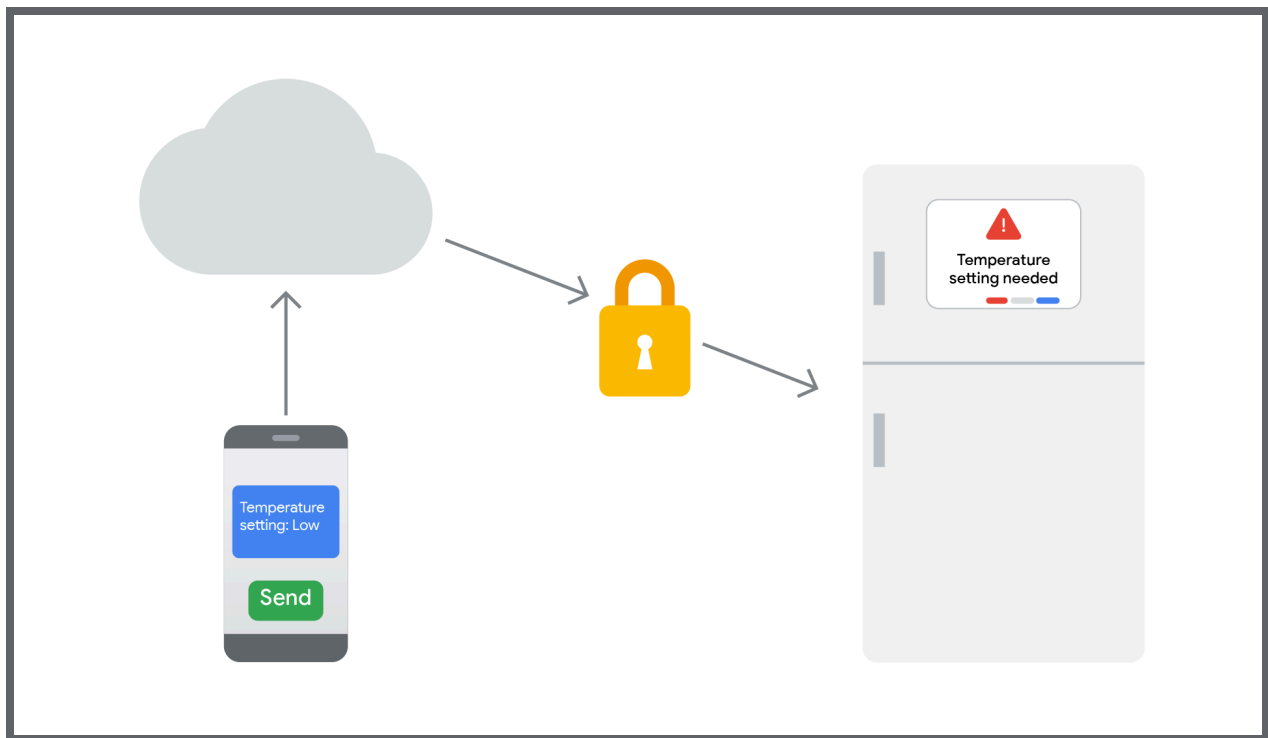 Temperature
setting needed
Temperature
setting: Low
Send